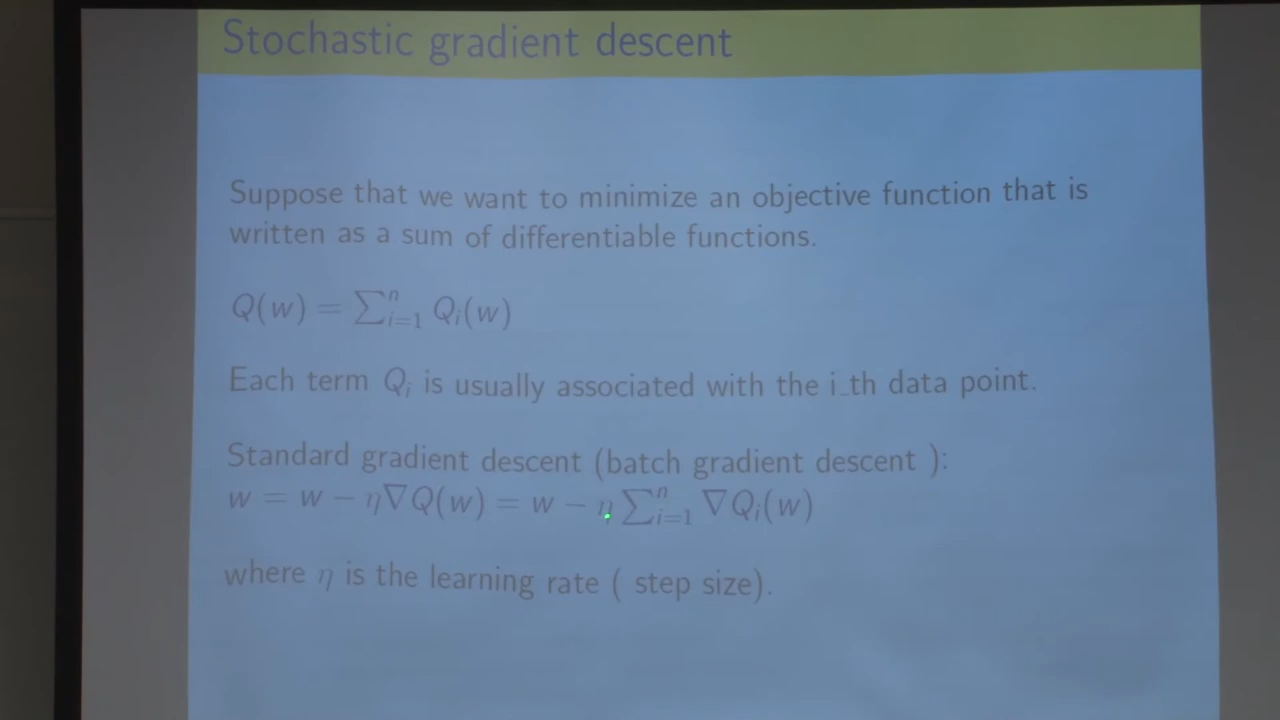 Stochastic gradient descent
Suppose that we want to minimize an objective function that is
written as a sum of differentiable functions.
Q(w) = ∑ⁿᵢ₌₁ Qᵢ(w)
Each term Qᵢ is usually associated with the i_th data point.
Standard gradient descent (batch gradient descent ):
w = w − η∇Q(w) = w − η ∑ⁿᵢ₌₁ ∇Qᵢ(w)
where η is the learning rate ( step size).